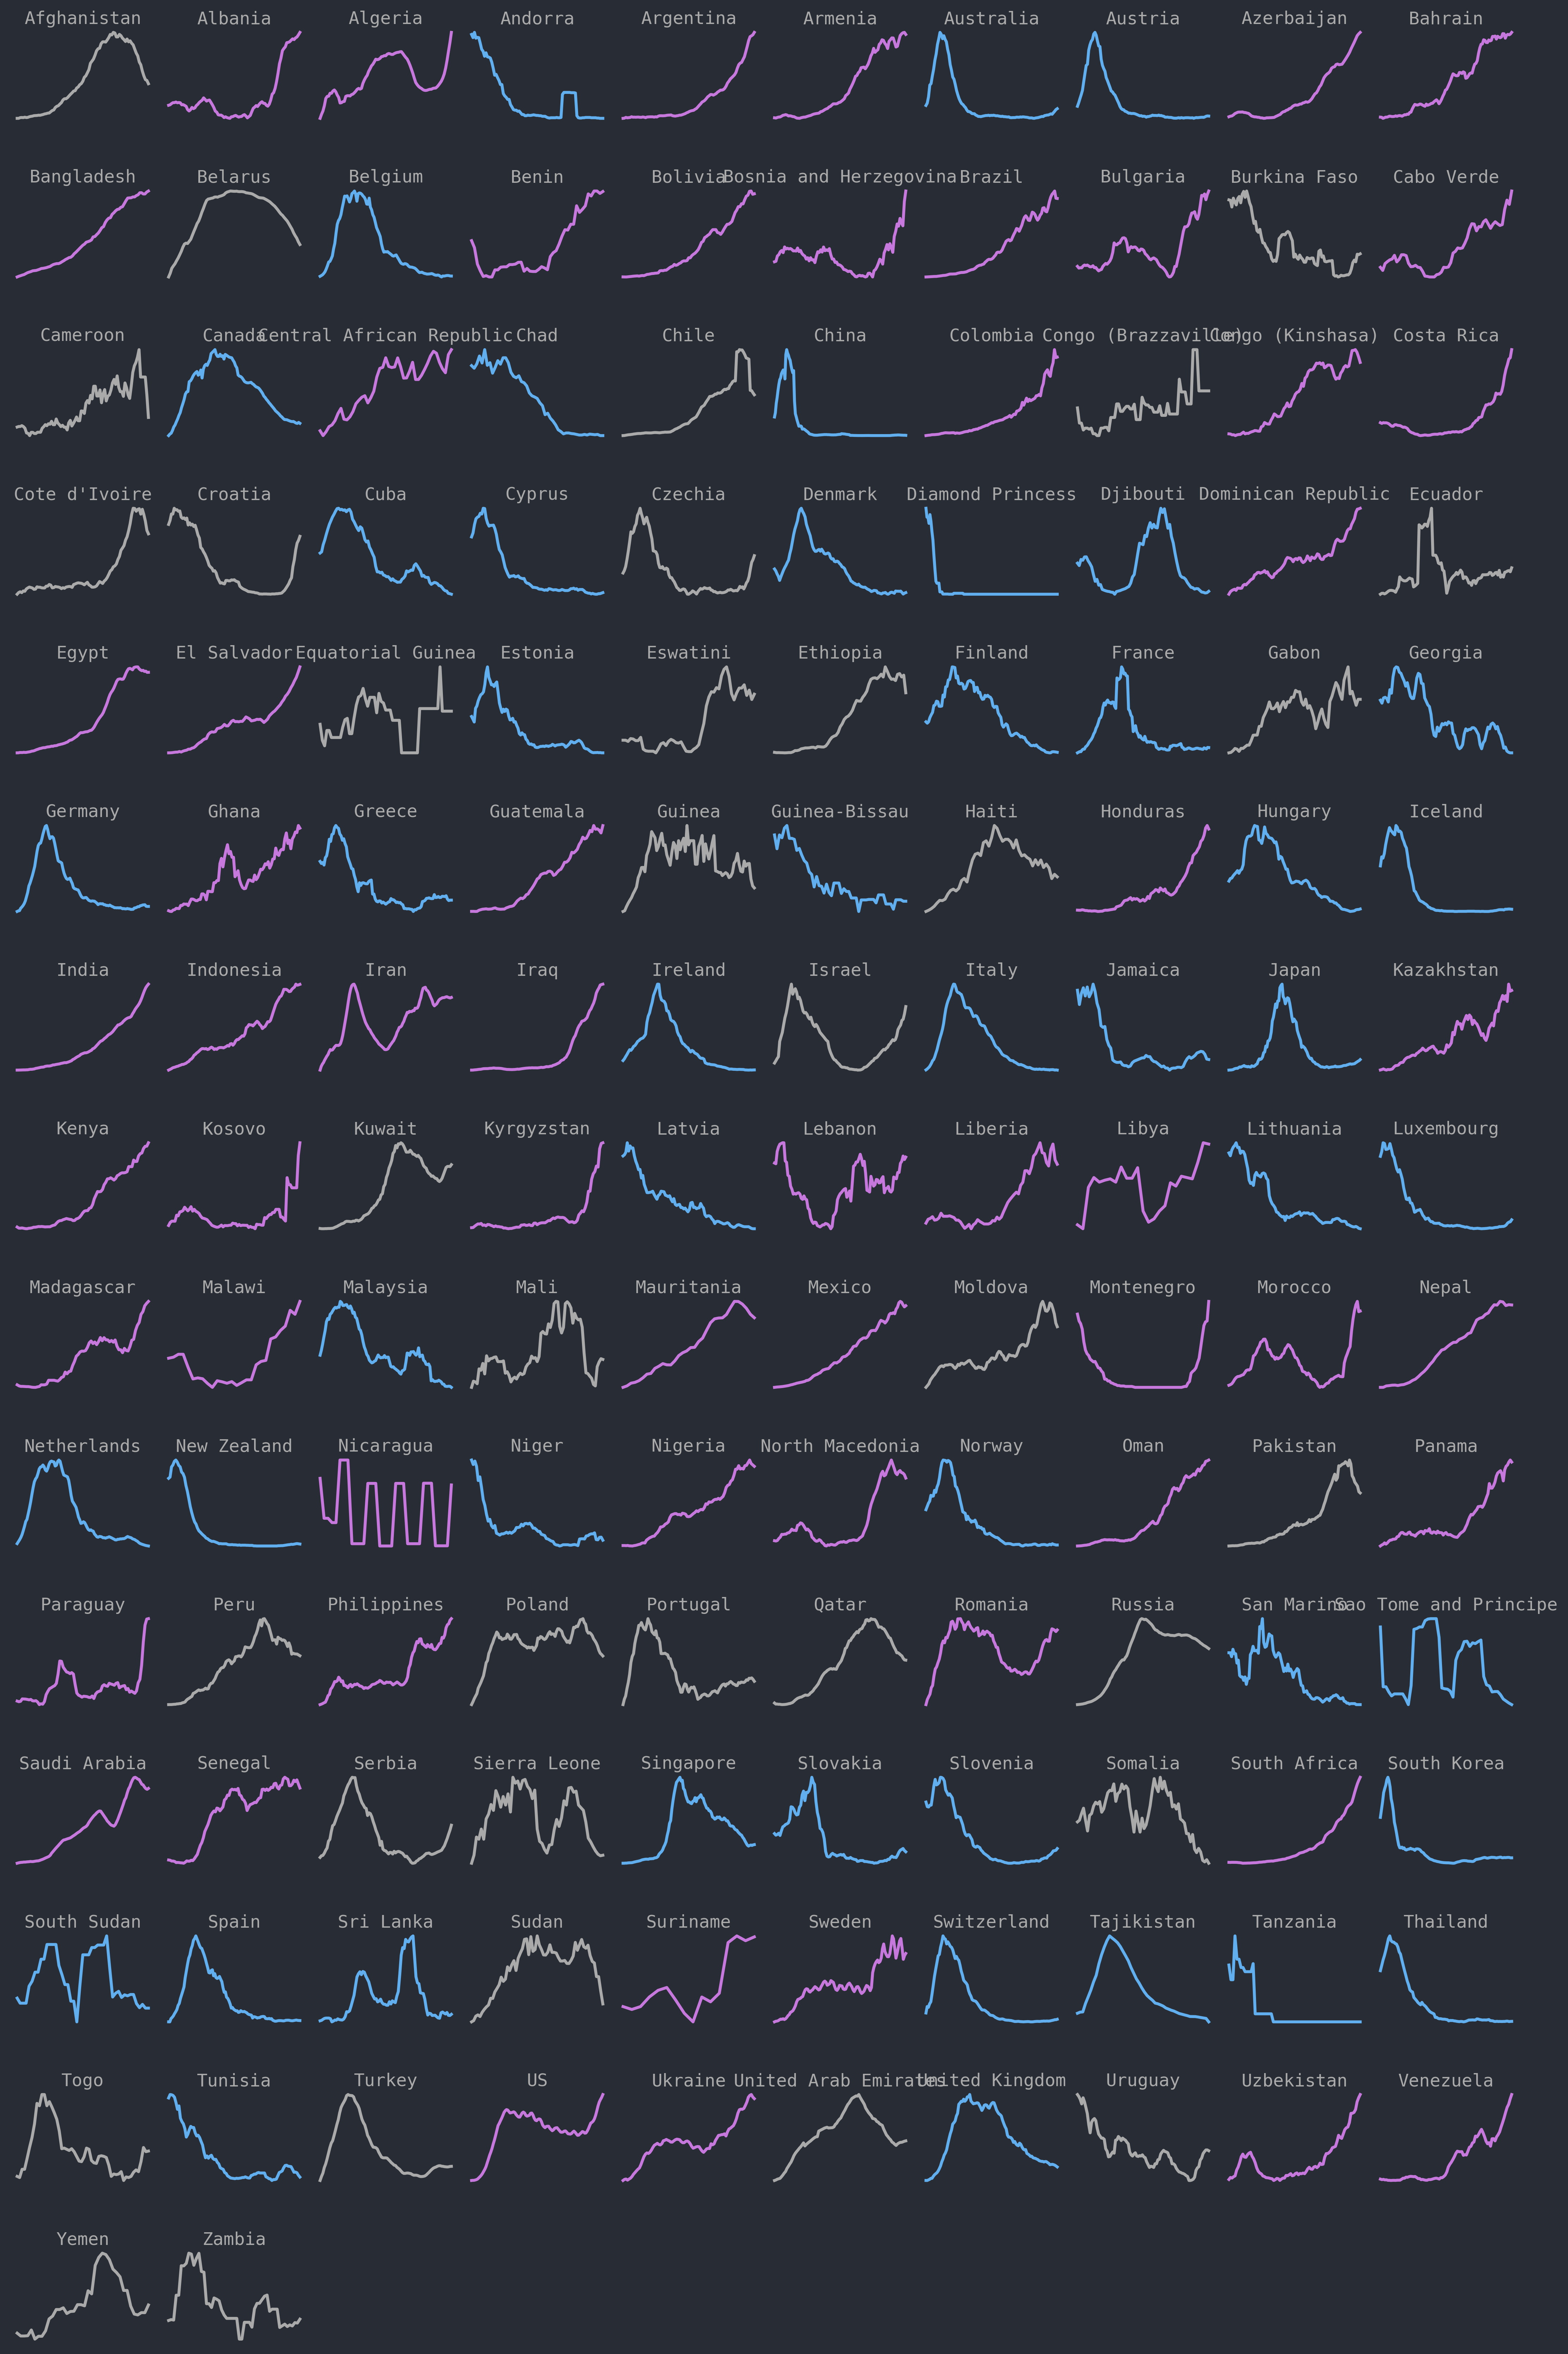 Afghanistan Albania Algeria Andorra Argentina Armenia Australia Austria Azerbaijan Bahrain
Bangladesh Belarus Belgium Benin Bolivia Bosnia and Herzegovina Brazil Bulgaria Burkina Faso Cabo Verde
Cameroon Canada Central African Republic Chad Chile China Colombia Congo (Brazzaville) Congo (Kinshasa) Costa Rica
Cote d'Ivoire Croatia Cuba Cyprus Czechia Denmark Diamond Princess Djibouti Dominican Republic Ecuador
Egypt El Salvador Equatorial Guinea Estonia Eswatini Ethiopia Finland France Gabon Georgia
Germany Ghana Greece Guatemala Guinea Guinea-Bissau Haiti Honduras Hungary Iceland
India Indonesia Iran Iraq Ireland Israel Italy Jamaica Japan Kazakhstan
Kenya Kosovo Kuwait Kyrgyzstan Latvia Lebanon Liberia Libya Lithuania Luxembourg
Madagascar Malawi Malaysia Mali Mauritania Mexico Moldova Montenegro Morocco Nepal
Netherlands New Zealand Nicaragua Niger Nigeria North Macedonia Norway Oman Pakistan Panama
Paraguay Peru Philippines Poland Portugal Qatar Romania Russia San Marino Sao Tome and Principe
Saudi Arabia Senegal Serbia Sierra Leone Singapore Slovakia Slovenia Somalia South Africa South Korea
South Sudan Spain Sri Lanka Sudan Suriname Sweden Switzerland Tajikistan Tanzania Thailand
Togo Tunisia Turkey US Ukraine United Arab Emirates United Kingdom Uruguay Uzbekistan Venezuela
Yemen Zambia